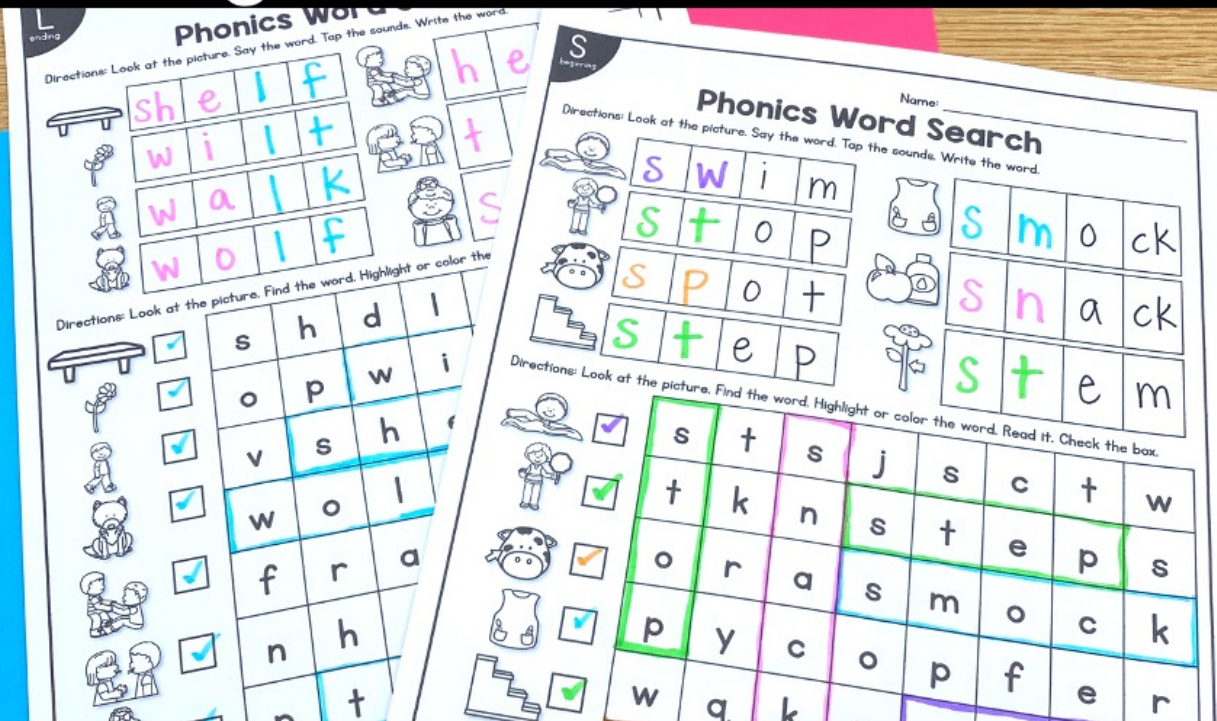 L
ending
Phonics
Directions: Look at the picture. Say the word. Tap the sounds. Write the word.
sh e l f
h e
w i l t
t
w a l k
s
w o l f
Directions: Look at the picture. Find the word. Highlight or color the
s h d l
o p w i
v s h e
w o l
f r a
n h
t
S
beginning
Name:
Phonics Word Search
Directions: Look at the picture. Say the word. Tap the sounds. Write the word.
s w i m
s m o ck
s t o p
s p o t
s n a ck
s t e p
s t e m
Directions: Look at the picture. Find the word. Highlight or color the word. Read it. Check the box.
s t s j s c t w
t k n s t e p s
o r a s m o c k
p y c o p f e r
w q k